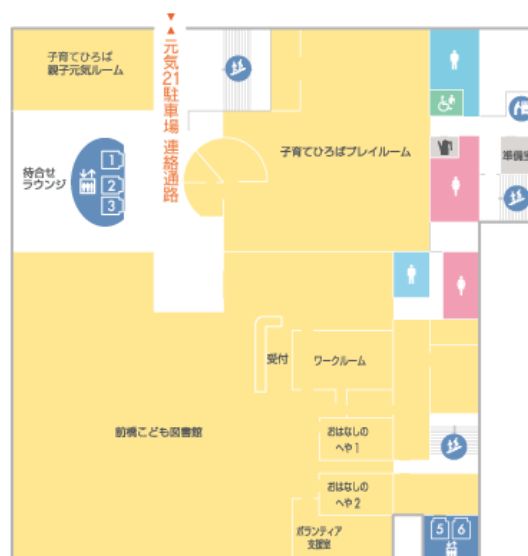 元気21駐車場 連絡通路
子育てひろば
親子元気ルーム
子育てひろばプレイルーム
準備室
待合せ
ラウンジ
1
2
3
受付
ワークルーム
前橋こども図書館
おはなしの
へや1
おはなしの
へや2
ボランティア
支援室
5 6